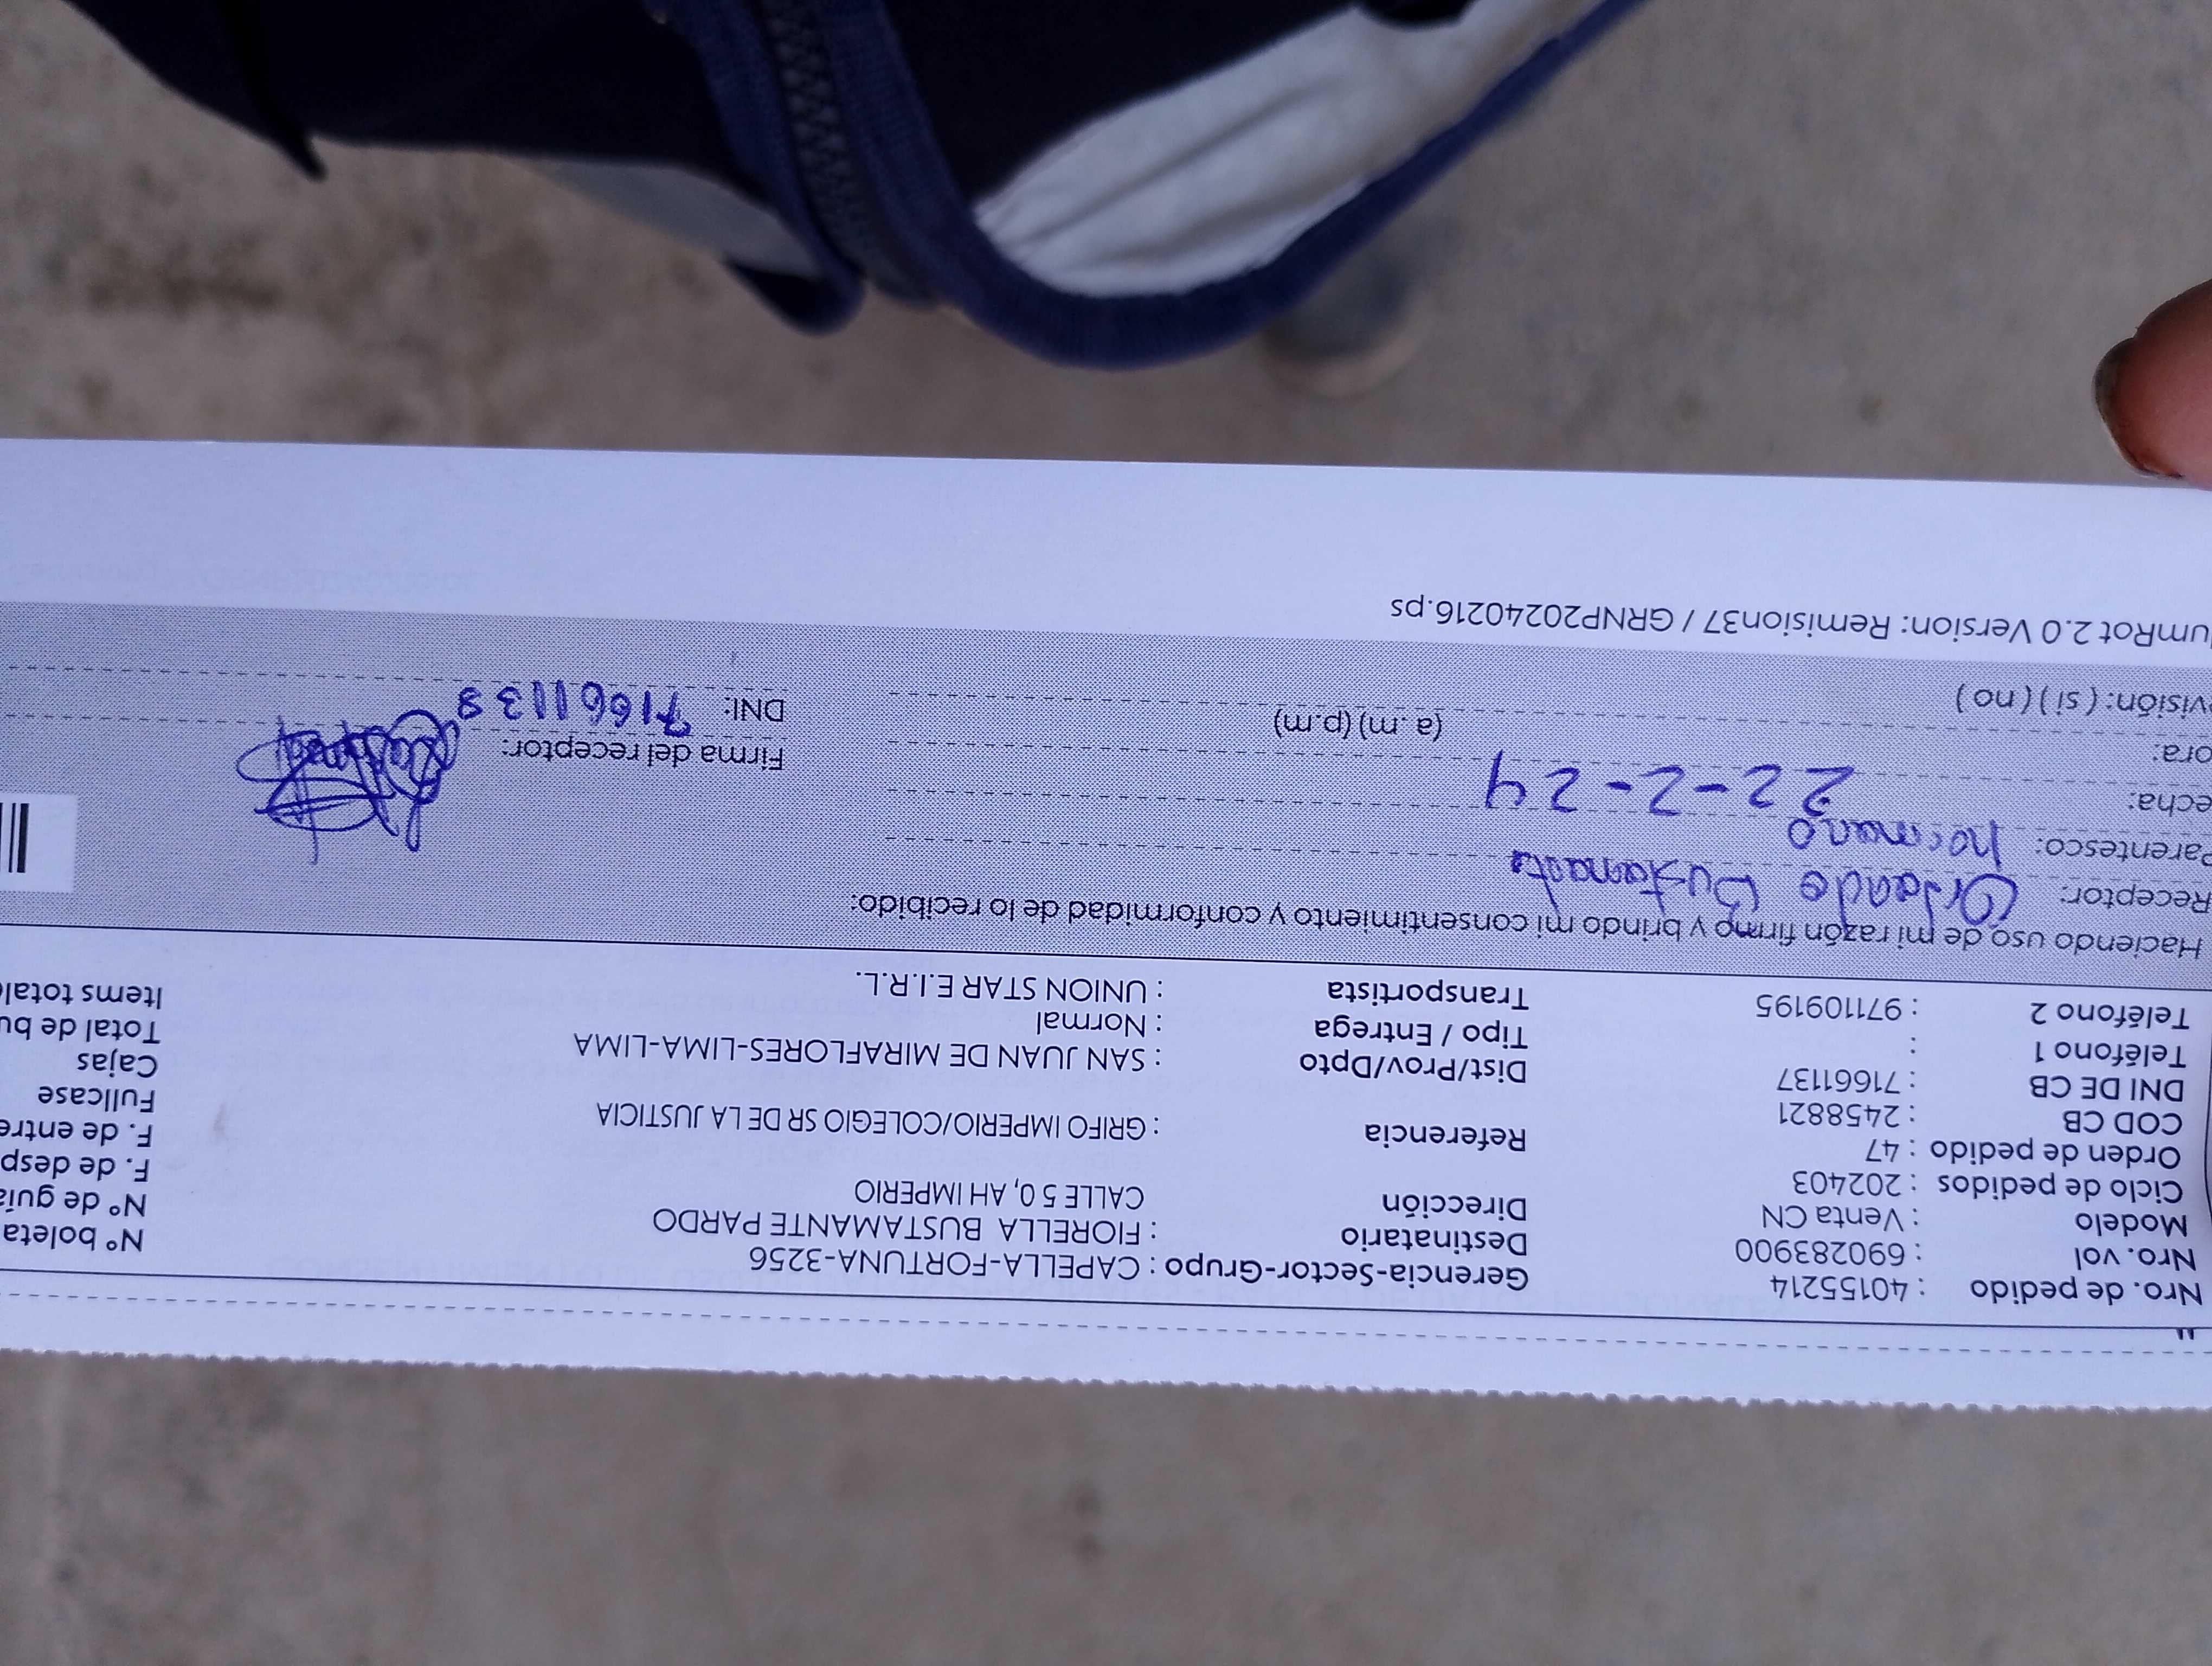 Nro. de pedido : 40155214
Nro. vol : 690283900
Modelo : Venta CN
Ciclo de pedidos : 202403
Orden de pedido : 47
COD CB : 2458821
DNI DE CB : 71661137
Teléfono 1 :
Teléfono 2 : 971109195
Gerencia-Sector-Grupo : CAPELLA-FORTUNA-3256
Destinatario : FIORELLA BUSTAMANTE PARDO
Dirección CALLE 5 0, AH IMPERIO
Referencia : GRIFO IMPERIO/COLEGIO SR DE LA JUSTICIA
Dist/Prov/Dpto : SAN JUAN DE MIRAFLORES-LIMA-LIMA
Tipo / Entrega : Normal
Transportista : UNION STAR E.I.R.L.
Nº boleta
Nº de guía
F. de desp
F. de entre
Fullcase
Cajas
Total de bu
Items total
Haciendo uso de mi razón firmo y brindo mi consentimiento y conformidad de lo recibido:
Receptor: Bustamante
Parentesco: hermano
echa: 22-2-24
ora: (a. m) (p.m)
visión: ( si ) ( no )
Firma del receptor:
DNI: 71661138
umRot 2.0 Version: Remision37 / GRNP20240216.ps